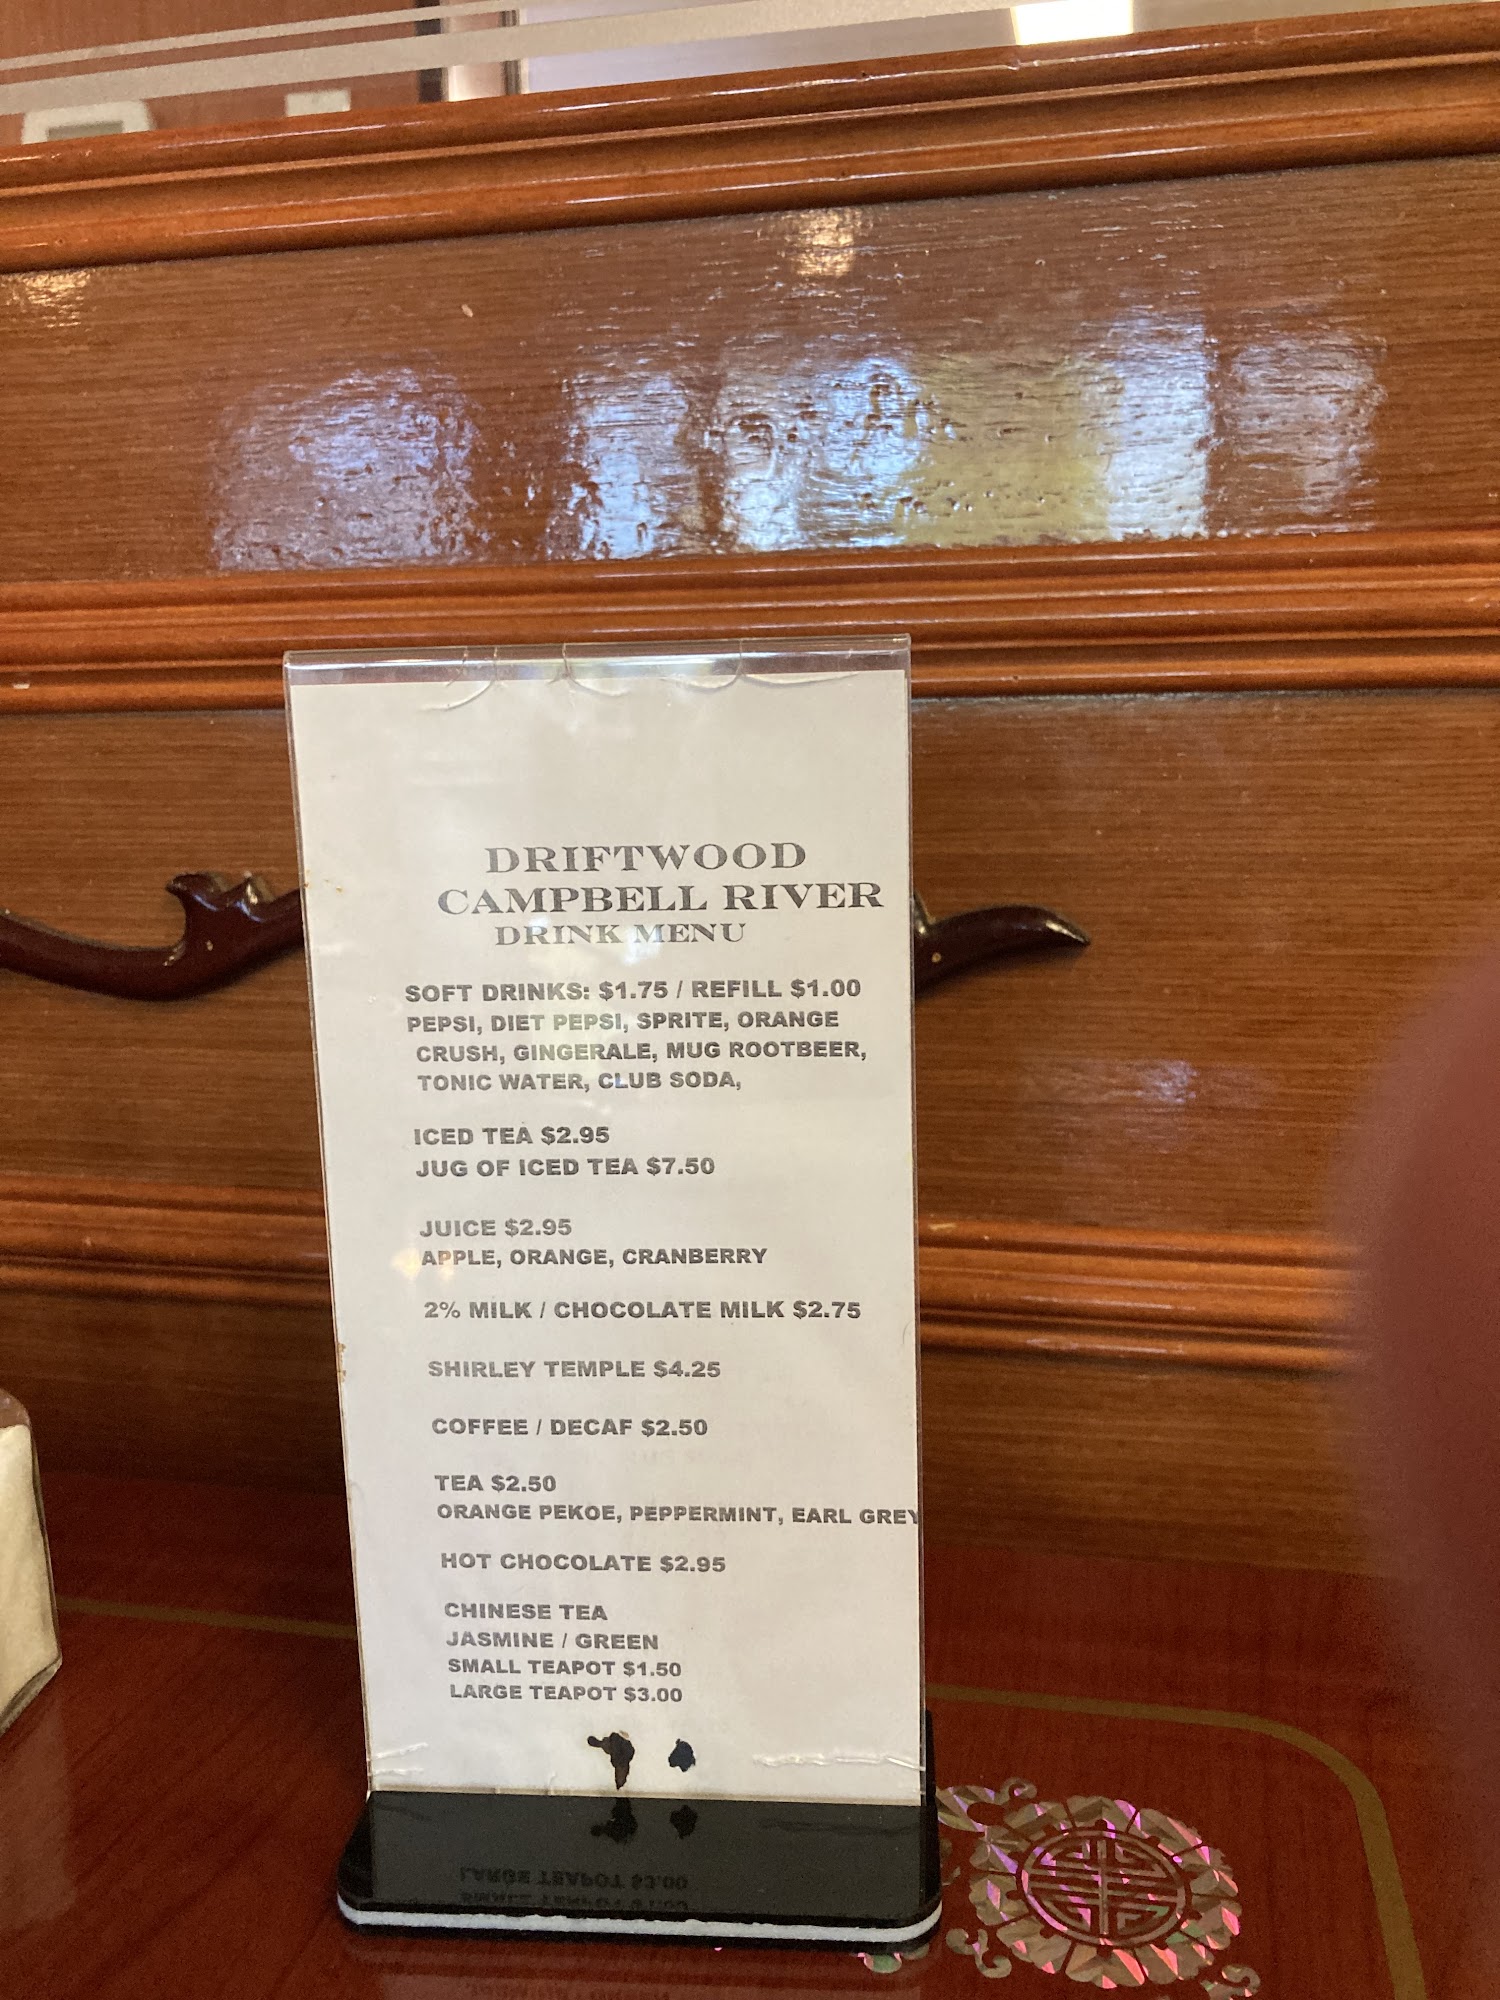 DRIFTWOOD
CAMPBELL RIVER
DRINK MENU
SOFT DRINKS: $1.75 / REFILL $1.00
PEPSI, DIET PEPSI, SPRITE, ORANGE
CRUSH, GINGERALE, MUG ROOTBEER,
TONIC WATER, CLUB SODA,
ICED TEA $2.95
JUG OF ICED TEA $7.50
JUICE $2.95
APPLE, ORANGE, CRANBERRY
2% MILK / CHOCOLATE MILK $2.75
SHIRLEY TEMPLE $4.25
COFFEE / DECAF $2.50
TEA $2.50
ORANGE PEKOE, PEPPERMINT, EARL GREY
HOT CHOCOLATE $2.95
CHINESE TEA
JASMINE / GREEN
SMALL TEAPOT $1.50
LARGE TEAPOT $3.00